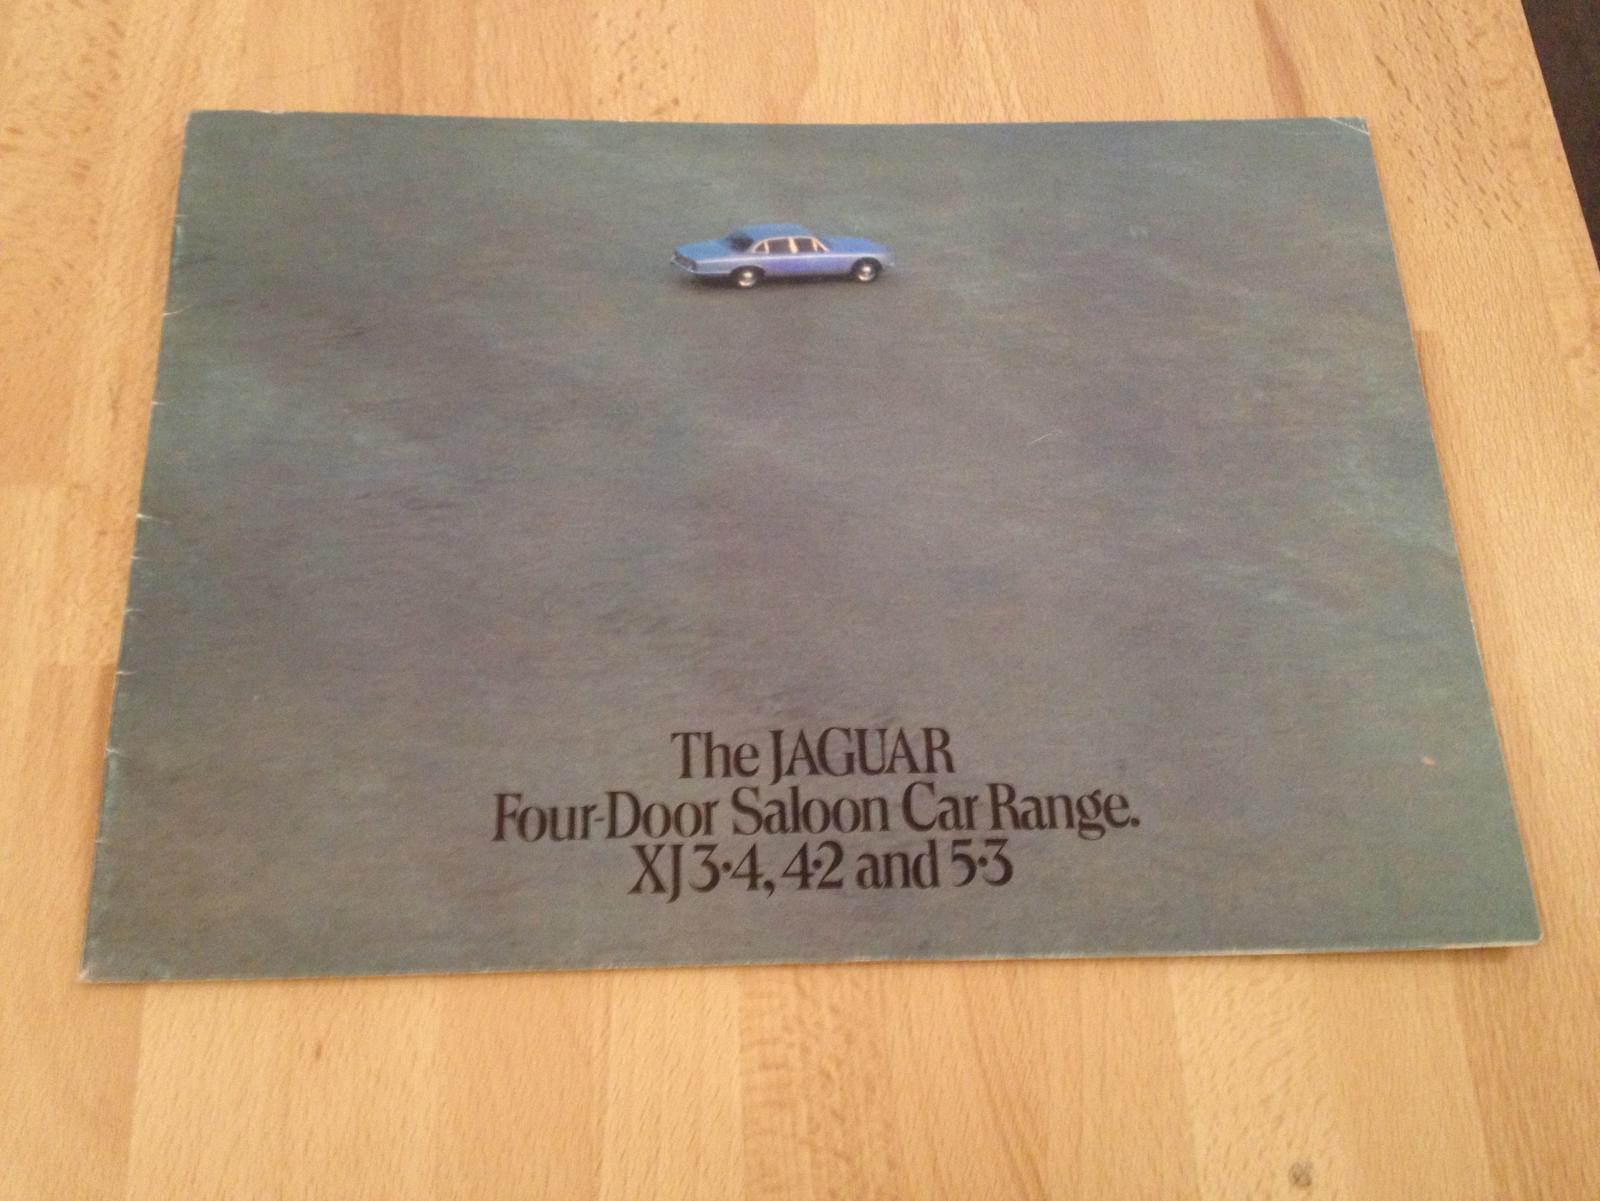 The JAGUAR
Four-Door Saloon Car Range.
XJ 3·4, 4·2 and 5·3